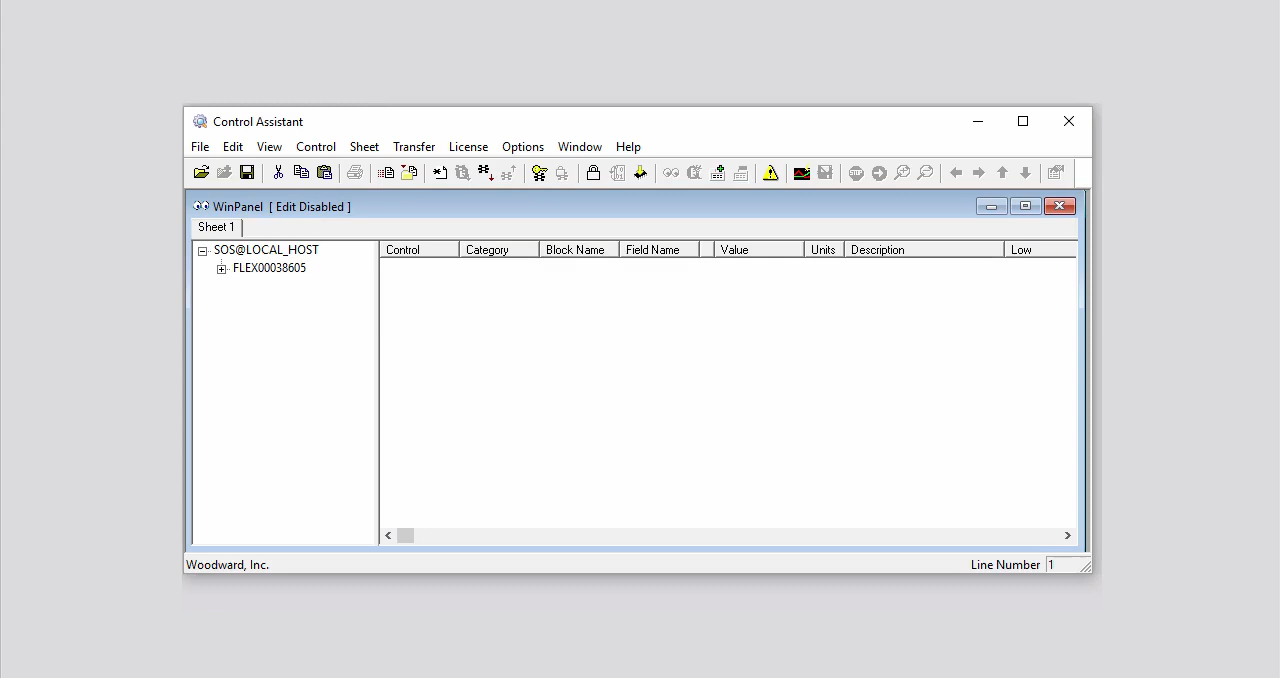 Control Assistant
File Edit View Control Sheet Transfer License Options Window Help
WinPanel [ Edit Disabled ]
Sheet 1
SOS@LOCAL_HOST
FLEX00038605
Control Category Block Name Field Name Value Units Description Low
Woodward, Inc. Line Number 1